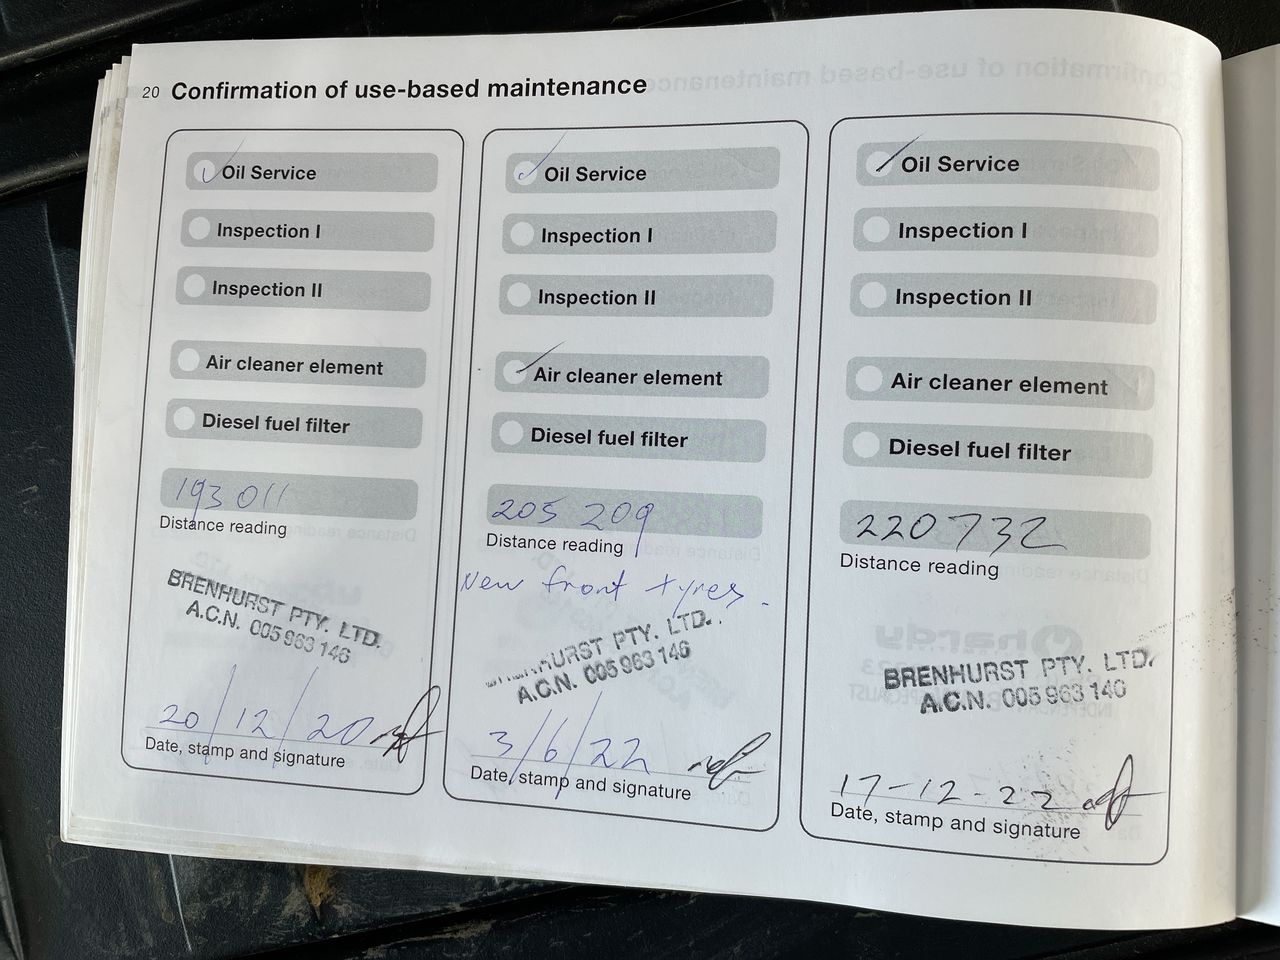 20 Confirmation of use-based maintenance
Oil Service
Inspection I
Inspection II
Air cleaner element
Diesel fuel filter
193 011
Distance reading
BRENHURST PTY. LTD.
A.C.N. 005 963 146
20/12/20
Date, stamp and signature
Oil Service
Inspection I
Inspection II
Air cleaner element
Diesel fuel filter
205 209
Distance reading
New front tyres.
BRENHURST PTY. LTD.
A.C.N. 005 963 146
3/6/22
Date, stamp and signature
Oil Service
Inspection I
Inspection II
Air cleaner element
Diesel fuel filter
220732
Distance reading
BRENHURST PTY. LTD.
A.C.N. 005 963 146
17-12-22
Date, stamp and signature